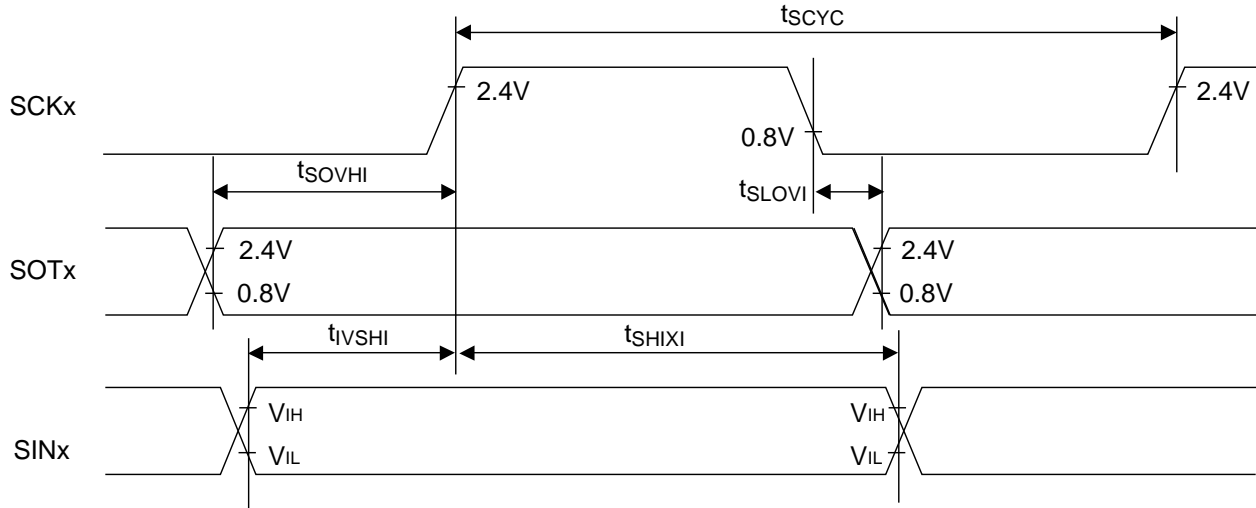 tSCYC
SCKx
2.4V
0.8V
2.4V
tSOVHI
tSLOVI
SOTx
2.4V
0.8V
2.4V
0.8V
tIVSHI
tSHIXI
SINx
VIH
VIL
VIH
VIL